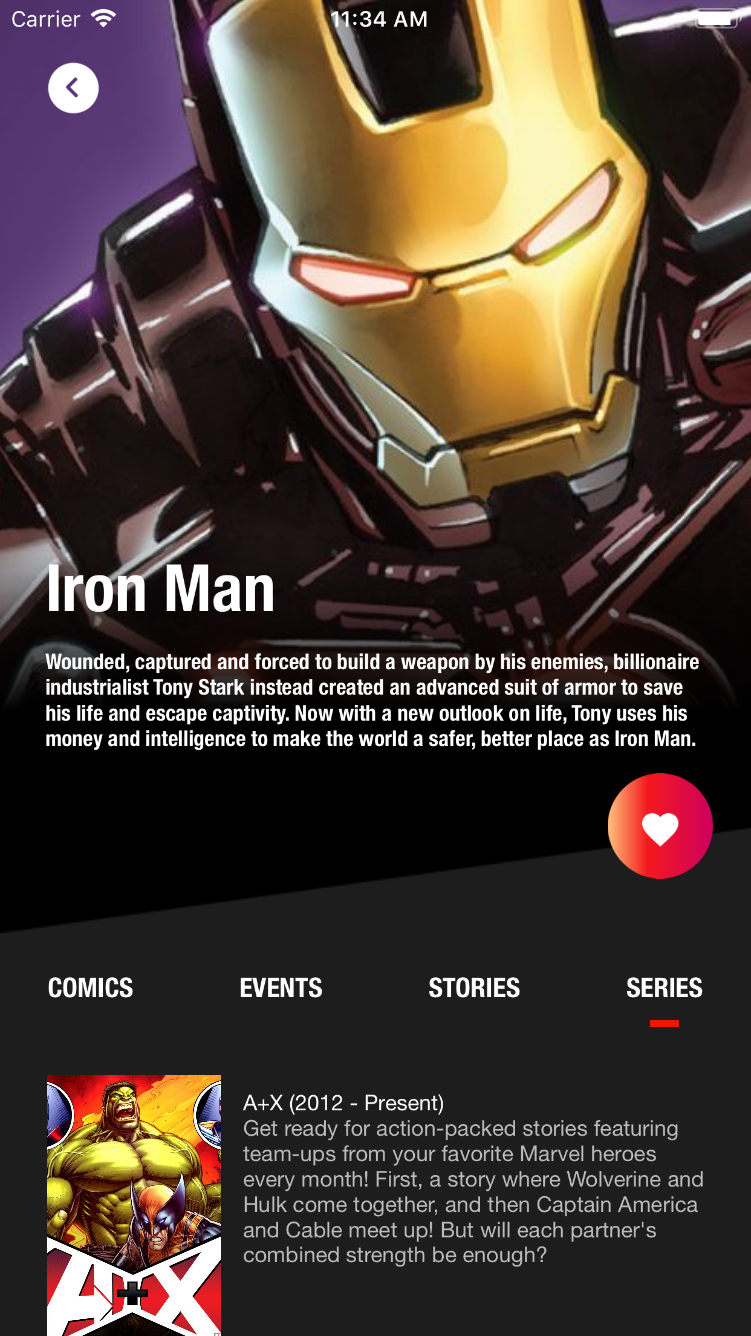 Carrier 11:34 AM
Iron Man
Wounded, captured and forced to build a weapon by his enemies, billionaire
industrialist Tony Stark instead created an advanced suit of armor to save
his life and escape captivity. Now with a new outlook on life, Tony uses his
money and intelligence to make the world a safer, better place as Iron Man.
COMICS EVENTS STORIES SERIES
A+X (2012 - Present)
Get ready for action-packed stories featuring
team-ups from your favorite Marvel heroes
every month! First, a story where Wolverine and
Hulk come together, and then Captain America
and Cable meet up! But will each partner's
combined strength be enough?
A+X